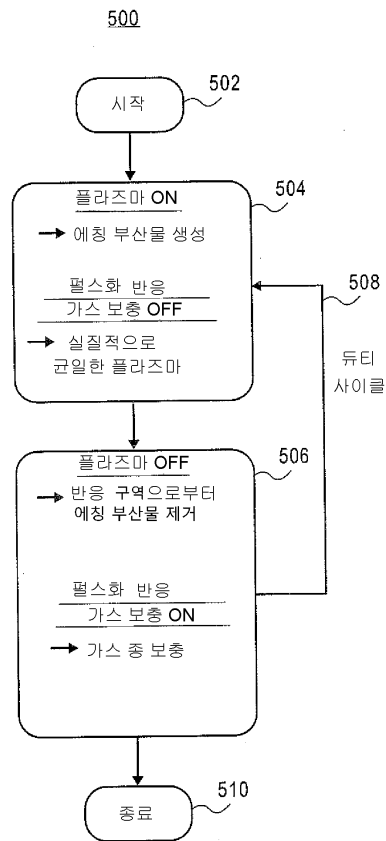 500
시작
502
플라즈마 ON
504
→ 에칭 부산물 생성
펄스화 반응
가스 보충 OFF
→ 실질적으로
균일한 플라즈마
508
듀티
사이클
플라즈마 OFF
506
→ 반응 구역으로부터
에칭 부산물 제거
펄스화 반응
가스 보충 ON
→ 가스 종 보충
종료
510